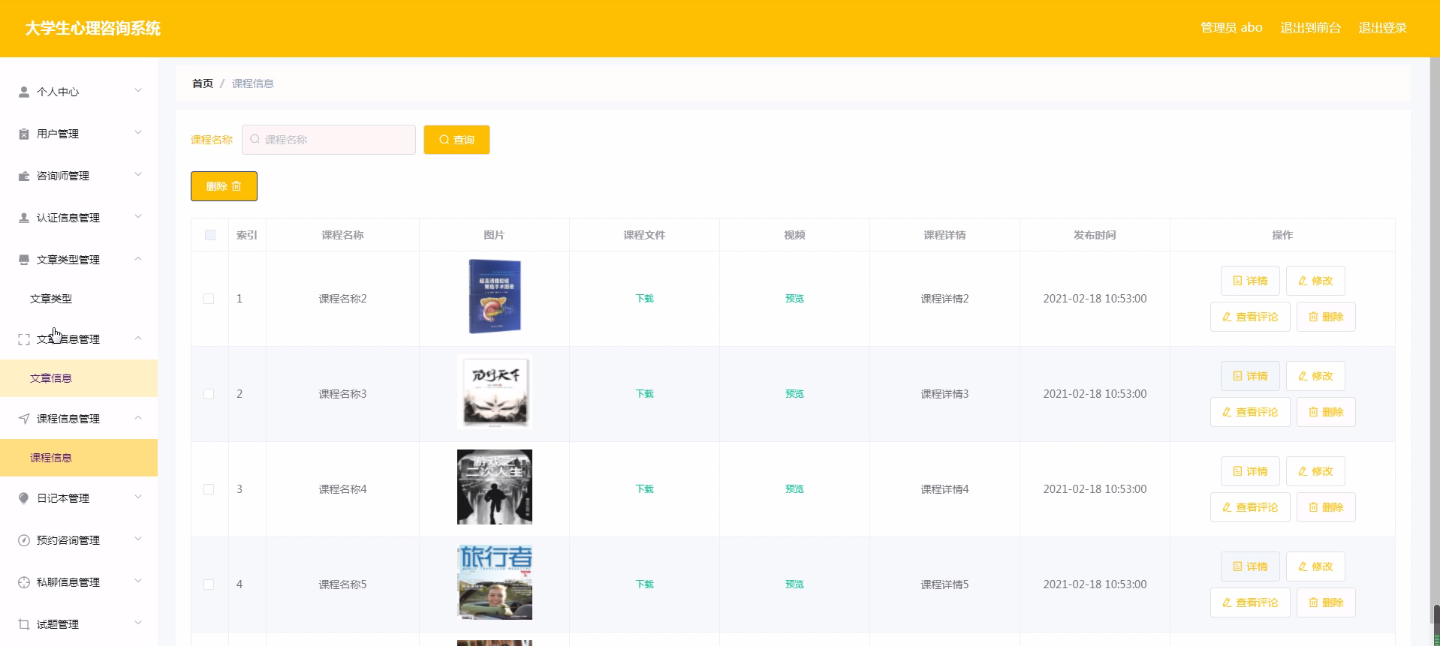 大学生心理咨询系统
管理员 abo 退出到前台 退出登录
个人中心
用户管理
咨询师管理
认证信息管理
文章类型管理
文章类型
文章信息管理
文章信息
课程信息管理
课程信息
日记本管理
预约咨询管理
私聊信息管理
试题管理
首页 / 课程信息
课程名称 课程名称 查询
删除
索引 课程名称 图片 课程文件 视频 课程详情 发布时间 操作
1 课程名称2 下载 预览 课程详情2 2021-02-18 10:53:00 详情 修改
查看评论 删除
2 课程名称3 下载 预览 课程详情3 2021-02-18 10:53:00 详情 修改
查看评论 删除
3 课程名称4 下载 预览 课程详情4 2021-02-18 10:53:00 详情 修改
二次人生
查看评论 删除
4 课程名称5 下载 预览 课程详情5 2021-02-18 10:53:00 详情 修改
旅行者
查看评论 删除